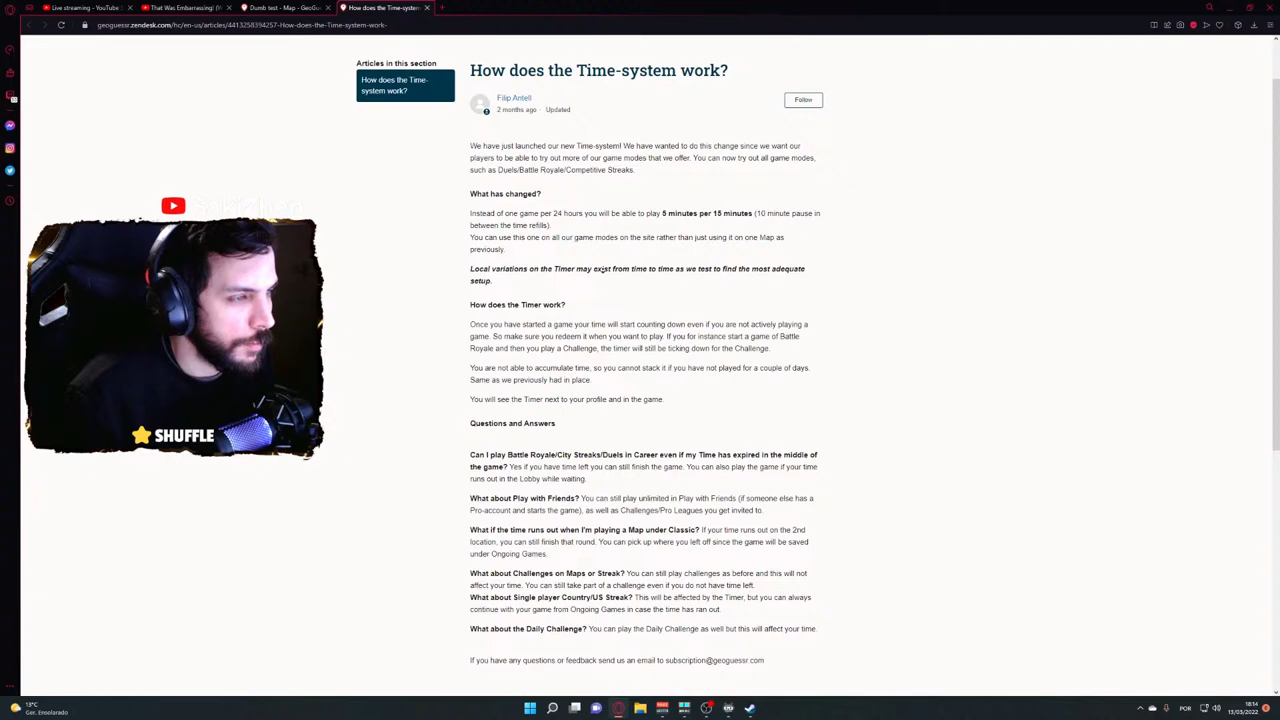 Live streaming - YouTube S
That Was Embarrassing! (W
Dumb test - Map - GeoGu
How does the Time-system
geoguessr.zendesk.com/hc/en-us/articles/4413258394257-How-does-the-Time-system-work-
Articles in this section
How does the Time-
system work?
How does the Time-system work?
Filip Antell
2 months ago · Updated
Follow
We have just launched our new Time-system! We have wanted to do this change since we want our
players to be able to try out more of our game modes that we offer. You can now try out all game modes,
such as Duels/Battle Royale/Competitive Streaks.
What has changed?
Instead of one game per 24 hours you will be able to play 5 minutes per 15 minutes (10 minute pause in
between the time refills).
You can use this one on all our game modes on the site rather than just using it on one Map as
previously.
Local variations on the Timer may exist from time to time as we test to find the most adequate
setup.
How does the Timer work?
Once you have started a game your time will start counting down even if you are not actively playing a
game. So make sure you redeem it when you want to play. If you for instance start a game of Battle
Royale and then you play a Challenge, the timer will still be ticking down for the Challenge.
You are not able to accumulate time, so you cannot stack it if you have not played for a couple of days.
Same as we previously had in place.
You will see the Timer next to your profile and in the game.
Questions and Answers
Can I play Battle Royale/City Streaks/Duels in Career even if my Time has expired in the middle of
the game? Yes if you have time left you can still finish the game. You can also play the game if your time
runs out in the Lobby while waiting.
What about Play with Friends? You can still play unlimited in Play with Friends (if someone else has a
Pro-account and starts the game), as well as Challenges/Pro Leagues you get invited to.
What if the time runs out when I'm playing a Map under Classic? If your time runs out on the 2nd
location, you can still finish that round. You can pick up where you left off since the game will be saved
under Ongoing Games.
What about Challenges on Maps or Streak? You can still play challenges as before and this will not
affect your time. You can still take part of a challenge even if you do not have time left.
What about Single player Country/US Streak? This will be affected by the Timer, but you can always
continue with your game from Ongoing Games in case the time has ran out.
What about the Daily Challenge? You can play the Daily Challenge as well but this will affect your time.
If you have any questions or feedback send us an email to subscription@geoguessr.com
SHUFFLE
13°C
Ger. Ensolarado
POR
18:14
13/03/2022